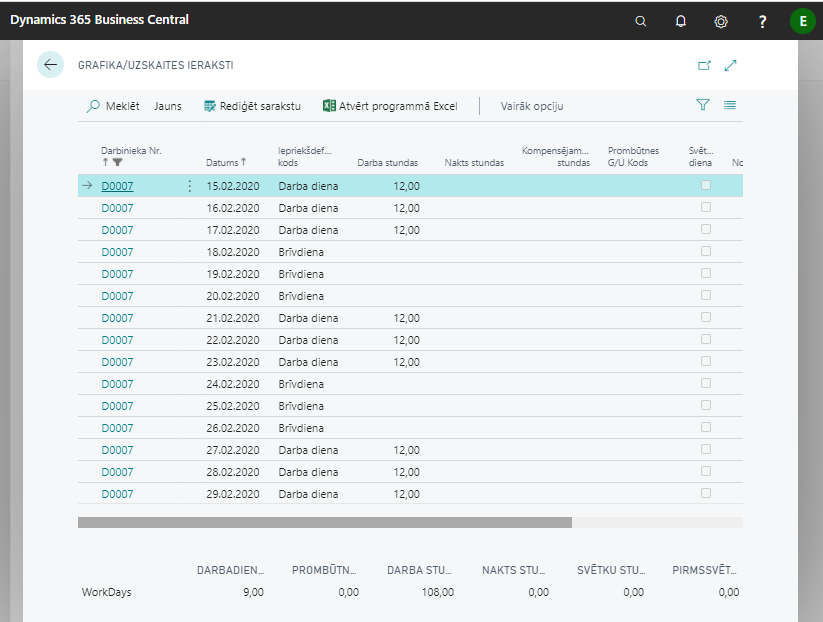 Dynamics 365 Business Central
?
E
GRAFIKA/UZSKAITES IERAKSTI
Meklēt Jauns Rediģēt sarakstu Atvērt programmā Excel Vairāk opciju
Darbinieka Nr. Datums Iepriekšdef... kods Darba stundas Nakts stundas Kompensējam... stundas Prombūtnes G/U Kods Svēt... diena No
D0007 15.02.2020 Darba diena 12,00
D0007 16.02.2020 Darba diena 12,00
D0007 17.02.2020 Darba diena 12,00
D0007 18.02.2020 Brīvdiena
D0007 19.02.2020 Brīvdiena
D0007 20.02.2020 Brīvdiena
D0007 21.02.2020 Darba diena 12,00
D0007 22.02.2020 Darba diena 12,00
D0007 23.02.2020 Darba diena 12,00
D0007 24.02.2020 Brīvdiena
D0007 25.02.2020 Brīvdiena
D0007 26.02.2020 Brīvdiena
D0007 27.02.2020 Darba diena 12,00
D0007 28.02.2020 Darba diena 12,00
D0007 29.02.2020 Darba diena 12,00
DARBADIEN... PROMBŪTN... DARBA STU... NAKTS STU... SVĒTKU STU... PIRMSSVĒT...
WorkDays 9,00 0,00 108,00 0,00 0,00 0,00